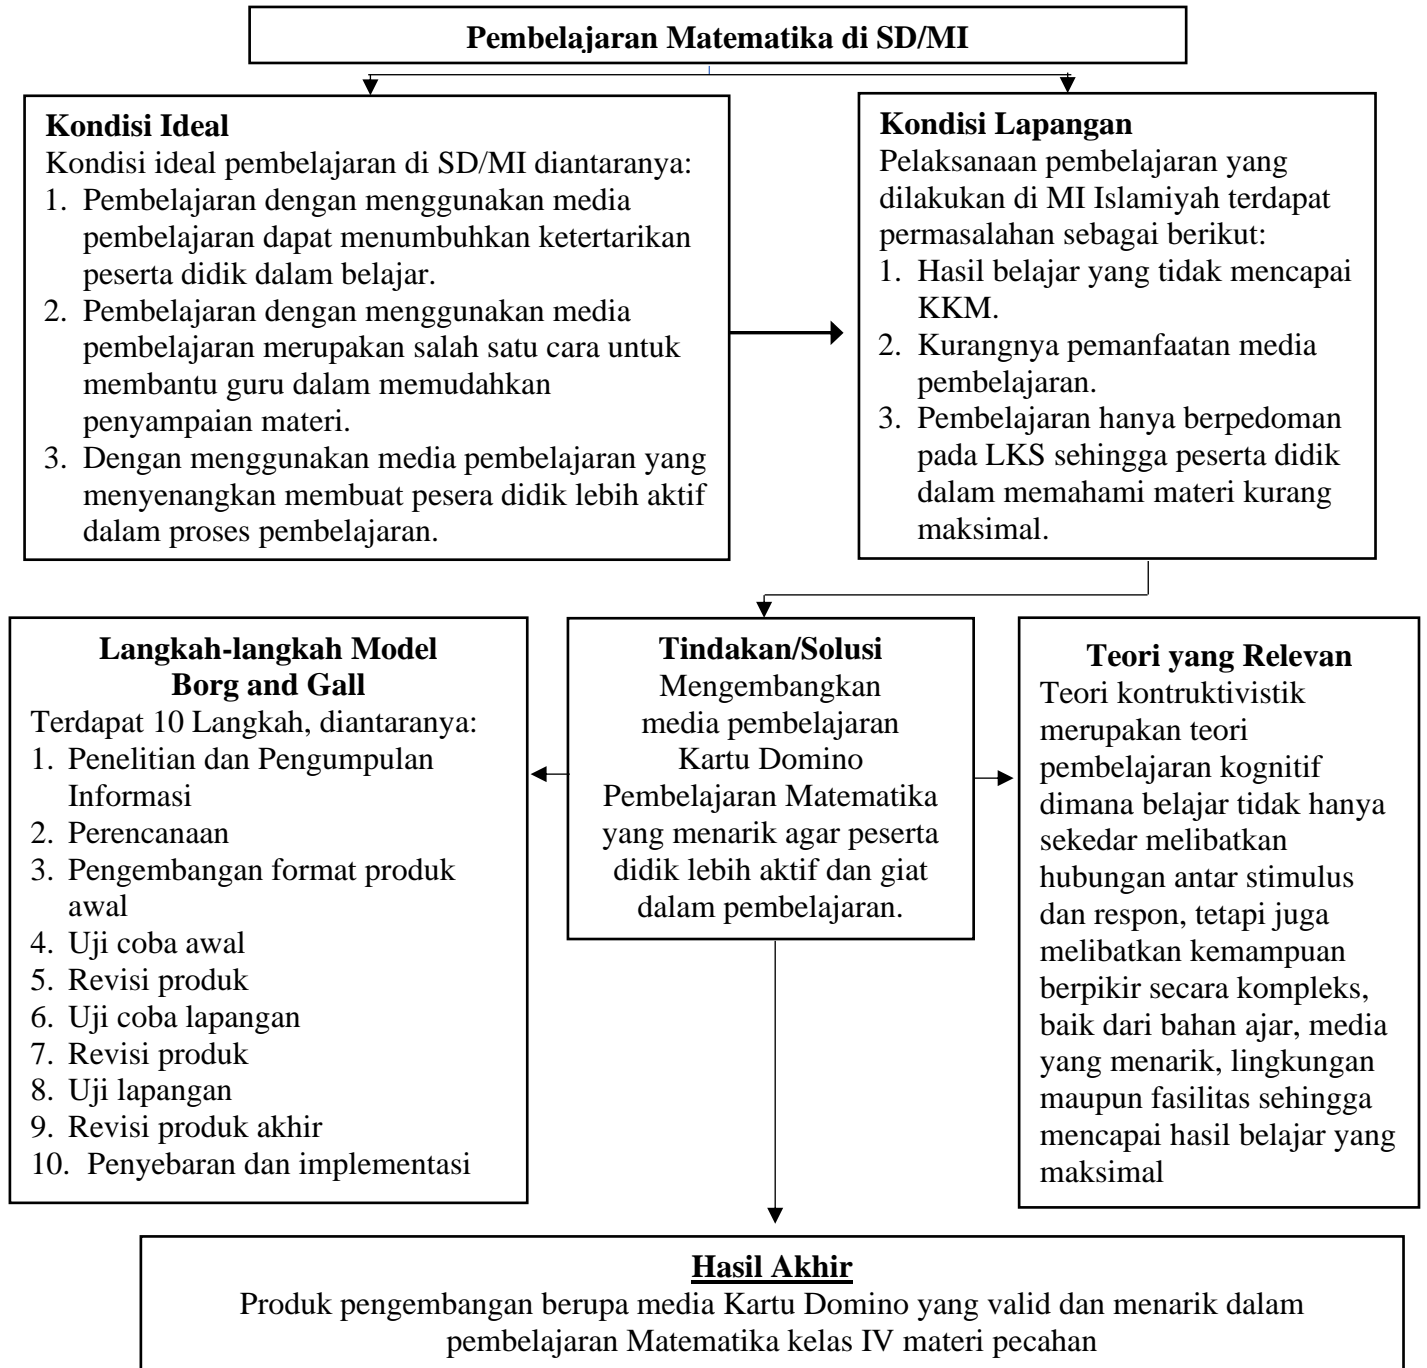 Pembelajaran Matematika di SD/MI
Kondisi Ideal
Kondisi ideal pembelajaran di SD/MI diantaranya:
1. Pembelajaran dengan menggunakan media
pembelajaran dapat menumbuhkan ketertarikan
peserta didik dalam belajar.
2. Pembelajaran dengan menggunakan media
pembelajaran merupakan salah satu cara untuk
membantu guru dalam memudahkan
penyampaian materi.
3. Dengan menggunakan media pembelajaran yang
menyenangkan membuat pesera didik lebih aktif
dalam proses pembelajaran.
Kondisi Lapangan
Pelaksanaan pembelajaran yang
dilakukan di MI Islamiyah terdapat
permasalahan sebagai berikut:
1. Hasil belajar yang tidak mencapai
KKM.
2. Kurangnya pemanfaatan media
pembelajaran.
3. Pembelajaran hanya berpedoman
pada LKS sehingga peserta didik
dalam memahami materi kurang
maksimal.
Langkah-langkah Model
Borg and Gall
Terdapat 10 Langkah, diantaranya:
1. Penelitian dan Pengumpulan
Informasi
2. Perencanaan
3. Pengembangan format produk
awal
4. Uji coba awal
5. Revisi produk
6. Uji coba lapangan
7. Revisi produk
8. Uji lapangan
9. Revisi produk akhir
10. Penyebaran dan implementasi
Tindakan/Solusi
Mengembangkan
media pembelajaran
Kartu Domino
Pembelajaran Matematika
yang menarik agar peserta
didik lebih aktif dan giat
dalam pembelajaran.
Teori yang Relevan
Teori kontruktivistik
merupakan teori
pembelajaran kognitif
dimana belajar tidak hanya
sekedar melibatkan
hubungan antar stimulus
dan respon, tetapi juga
melibatkan kemampuan
berpikir secara kompleks,
baik dari bahan ajar, media
yang menarik, lingkungan
maupun fasilitas sehingga
mencapai hasil belajar yang
maksimal
Hasil Akhir
Produk pengembangan berupa media Kartu Domino yang valid dan menarik dalam
pembelajaran Matematika kelas IV materi pecahan